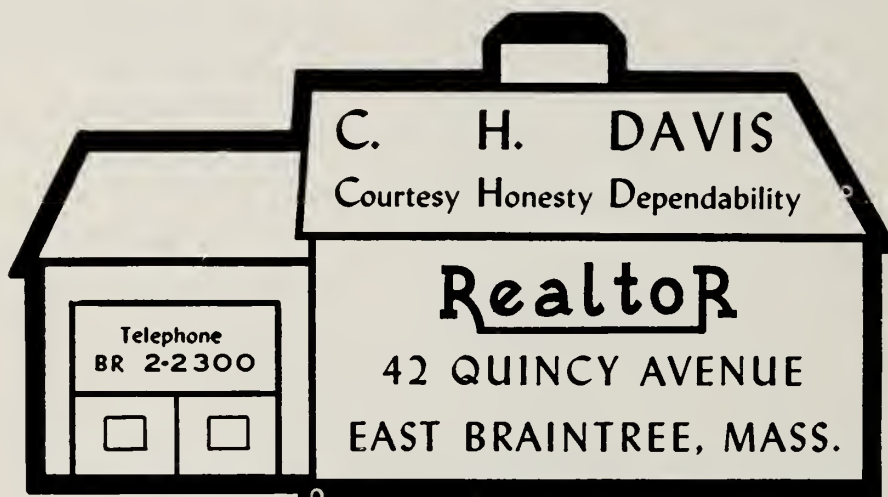 C. H. DAVIS
Courtesy Honesty Dependability
RealtoR
Telephone
BR 2-2300
42 QUINCY AVENUE
EAST BRAINTREE, MASS.